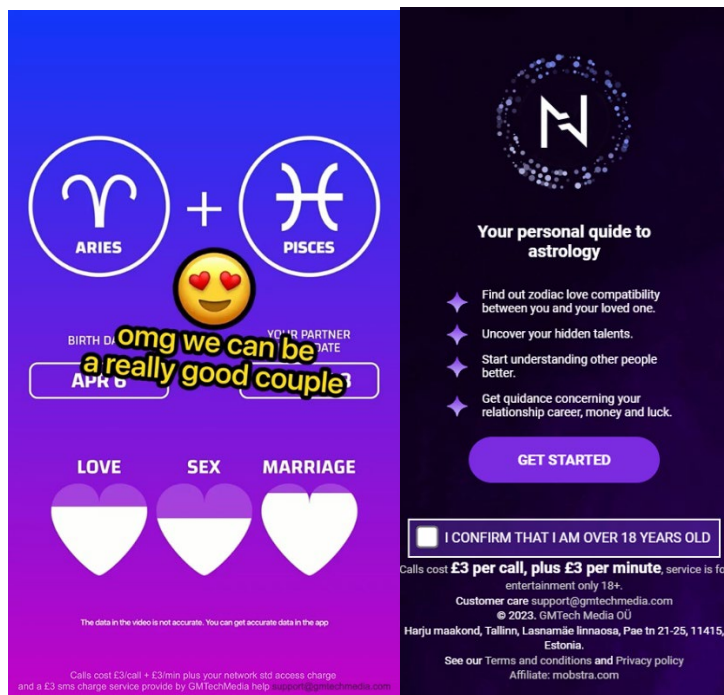 ARIES
+
PISCES
BIRTH DA
YOUR PARTNER
DATE
omg we can be
a really good couple
APR 6
LOVE
SEX
MARRIAGE
The data in the video is not accurate. You can get accurate data in the app
Calls cost £3/call + £3/min plus your network std access charge
and a £3 sms charge service provide by GMTechMedia help support@gmtechmedia.com
N
Your personal quide to
astrology
Find out zodiac love compatibility
between you and your loved one.
Uncover your hidden talents.
Start understanding other people
better.
Get quidance concerning your
relationship career, money and luck.
GET STARTED
I CONFIRM THAT I AM OVER 18 YEARS OLD
Calls cost £3 per call, plus £3 per minute, service is fo
entertainment only 18+.
Customer care support@gmtechmedia.com
© 2023. GMTech Media OÜ
Harju maakond, Tallinn, Lasnamäe linnaosa, Pae tn 21-25, 11415,
Estonia.
See our Terms and conditions and Privacy policy
Affiliate: mobstra.com